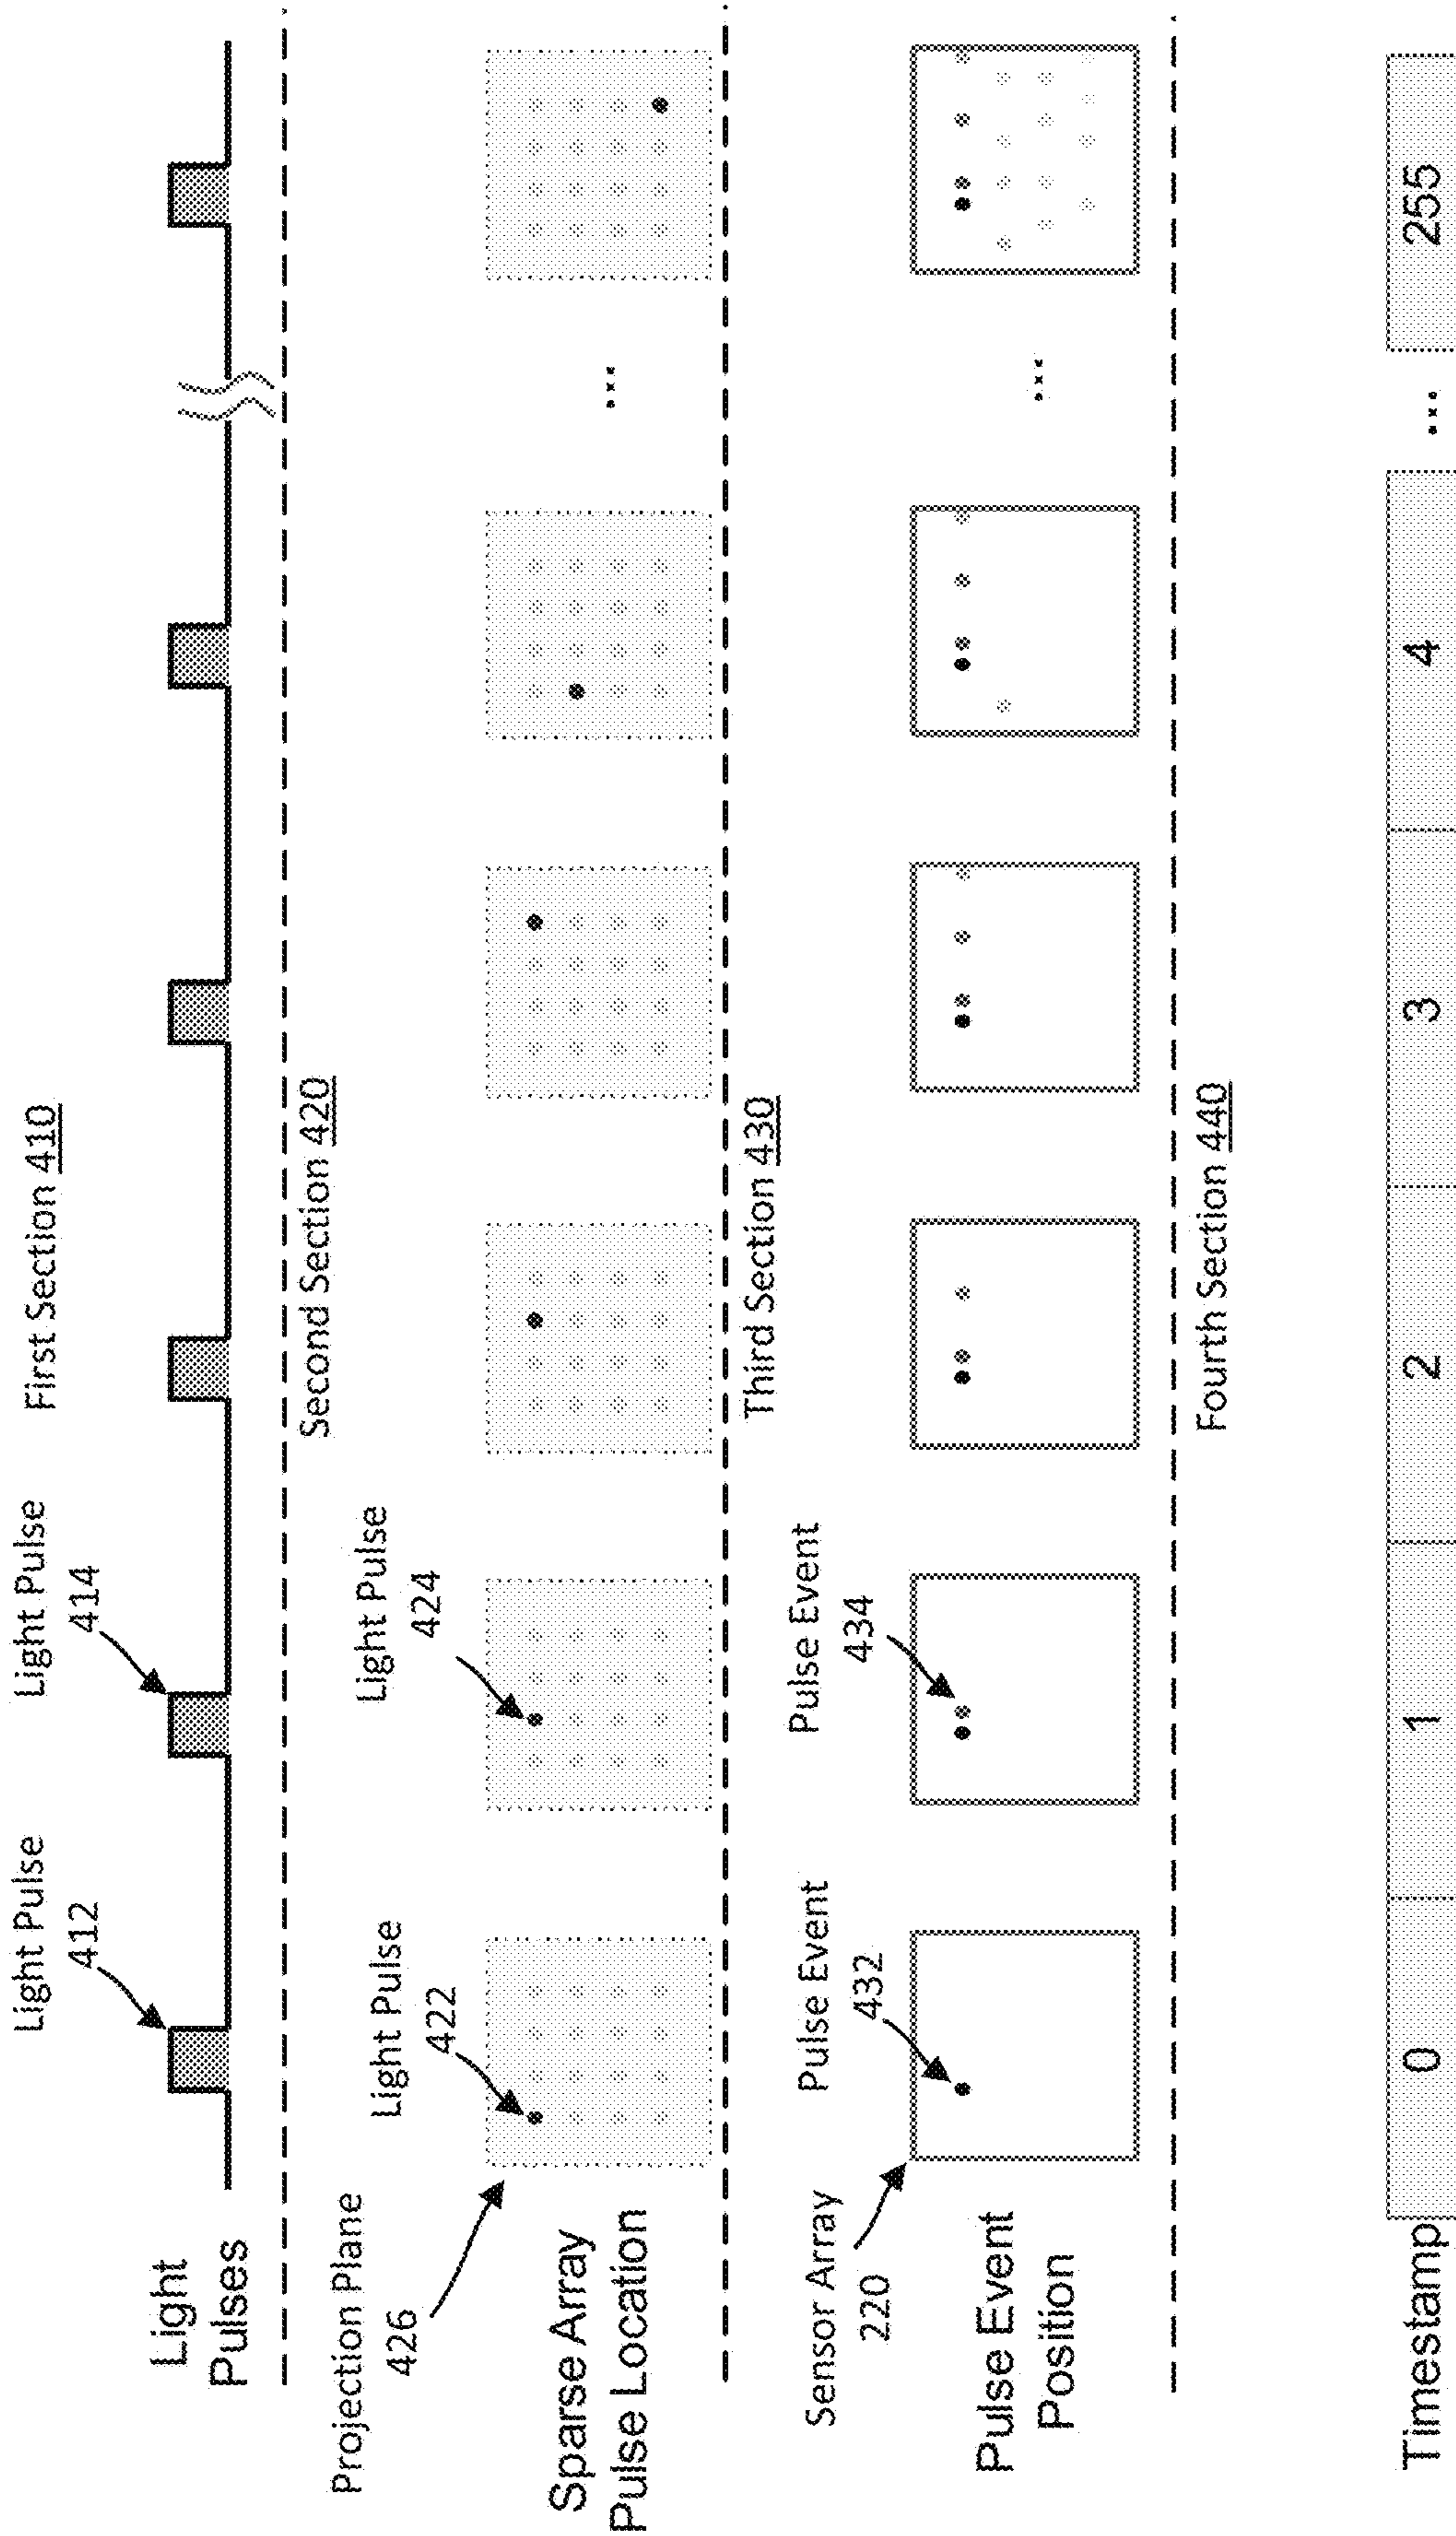 First Section 410
Light Pulse
412
Light Pulse
414
Light
Pulses
Second Section 420
Projection Plane
426
Light Pulse
422
Light Pulse
424
Sparse Array
Pulse Location
...
Third Section 430
Sensor Array
220
Pulse Event
432
Pulse Event
434
Pulse Event
Position
...
Fourth Section 440
Timestamp
0
1
2
3
4
...
255